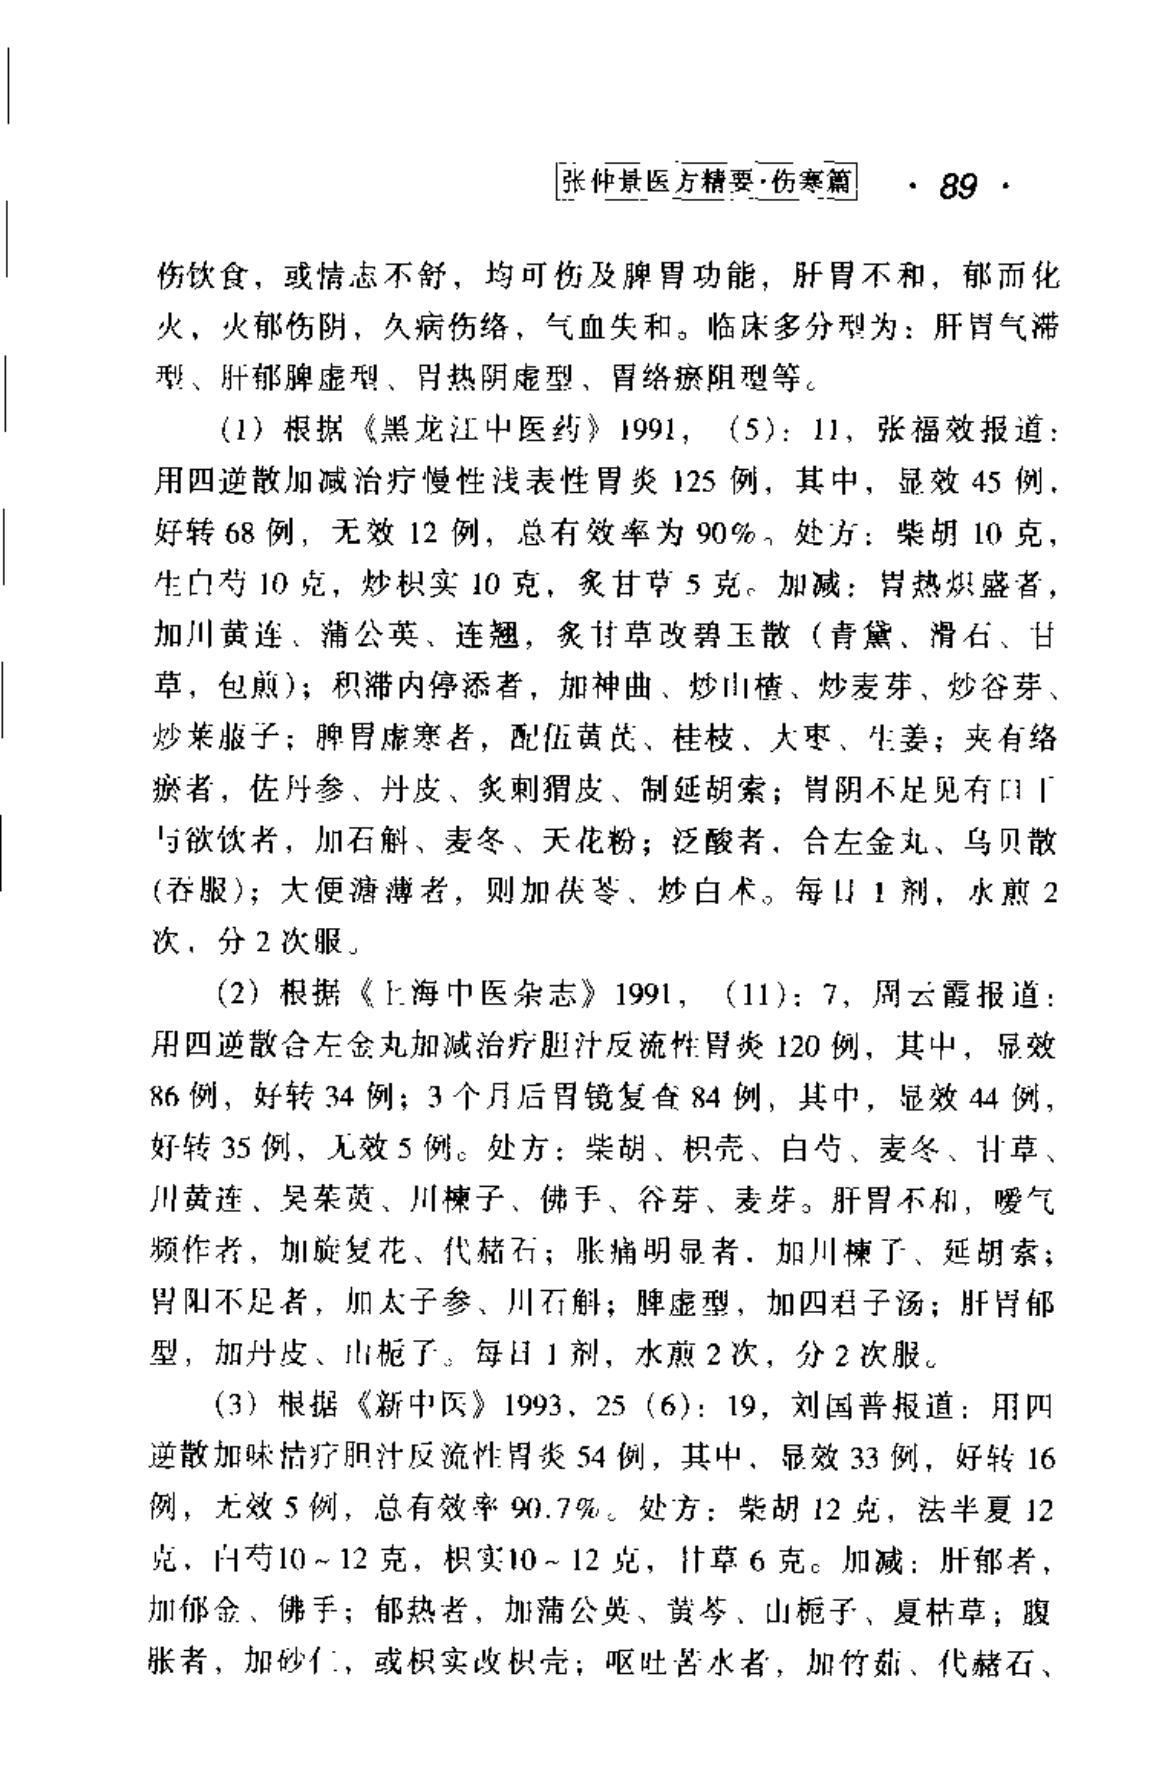 张仲景医方精要·伤寒篇 · 89 ·
伤饮食，或情志不舒，均可伤及脾胃功能，肝胃不和，郁而化
火，火郁伤阴，久病伤络，气血失和。临床多分型为：肝胃气滞
型、肝郁脾虚型、胃热阴虚型、胃络瘀阻型等。
(1) 根据《黑龙江中医药》1991，(5)：11，张福效报道：
用四逆散加减治疗慢性浅表性胃炎 125 例，其中，显效 45 例，
好转 68 例，无效 12 例，总有效率为 90%。处方：柴胡 10 克，
生白芍 10 克，炒枳实 10 克，炙甘草 5 克。加减：胃热炽盛者，
加川黄连、蒲公英、连翘，炙甘草改碧玉散（青黛、滑石、甘
草，包煎）；积滞内停添者，加神曲、炒山楂、炒麦芽、炒谷芽、
炒莱菔子；脾胃虚寒者，配伍黄芪、桂枝、大枣、生姜；夹有络
瘀者，佐丹参、丹皮、炙刺猬皮、制延胡索；胃阴不足见有口干
与欲饮者，加石斛、麦冬、天花粉；泛酸者，合左金丸、乌贝散
(吞服)；大便溏薄者，则加茯苓、炒白术。每日 1 剂，水煎 2
次，分 2 次服。
(2) 根据《上海中医杂志》1991，(11)：7，周云霞报道：
用四逆散合左金丸加减治疗胆汁反流性胃炎 120 例，其中，显效
86 例，好转 34 例；3 个月后胃镜复查 84 例，其中，显效 44 例，
好转 35 例，无效 5 例。处方：柴胡、枳壳、白芍、麦冬、甘草、
川黄连、吴茱萸、川楝子、佛手、谷芽、麦芽。肝胃不和，嗳气
频作者，加旋复花、代赭石；胀痛明显者，加川楝子、延胡索；
胃阳不足者，加太子参、川石斛；脾虚型，加四君子汤；肝胃郁
型，加丹皮、山栀子。每日 1 剂，水煎 2 次，分 2 次服。
(3) 根据《新中医》1993，25 (6)：19，刘国普报道：用四
逆散加味治疗胆汁反流性胃炎 54 例，其中，显效 33 例，好转 16
例，无效 5 例，总有效率 90.7%。处方：柴胡 12 克，法半夏 12
克，白芍10～12 克，枳实10～12 克，甘草 6 克。加减：肝郁者，
加郁金、佛手；郁热者，加蒲公英、黄芩、山栀子、夏枯草；腹
胀者，加砂仁，或枳实改枳壳；呕吐苦水者，加竹茹、代赭石、